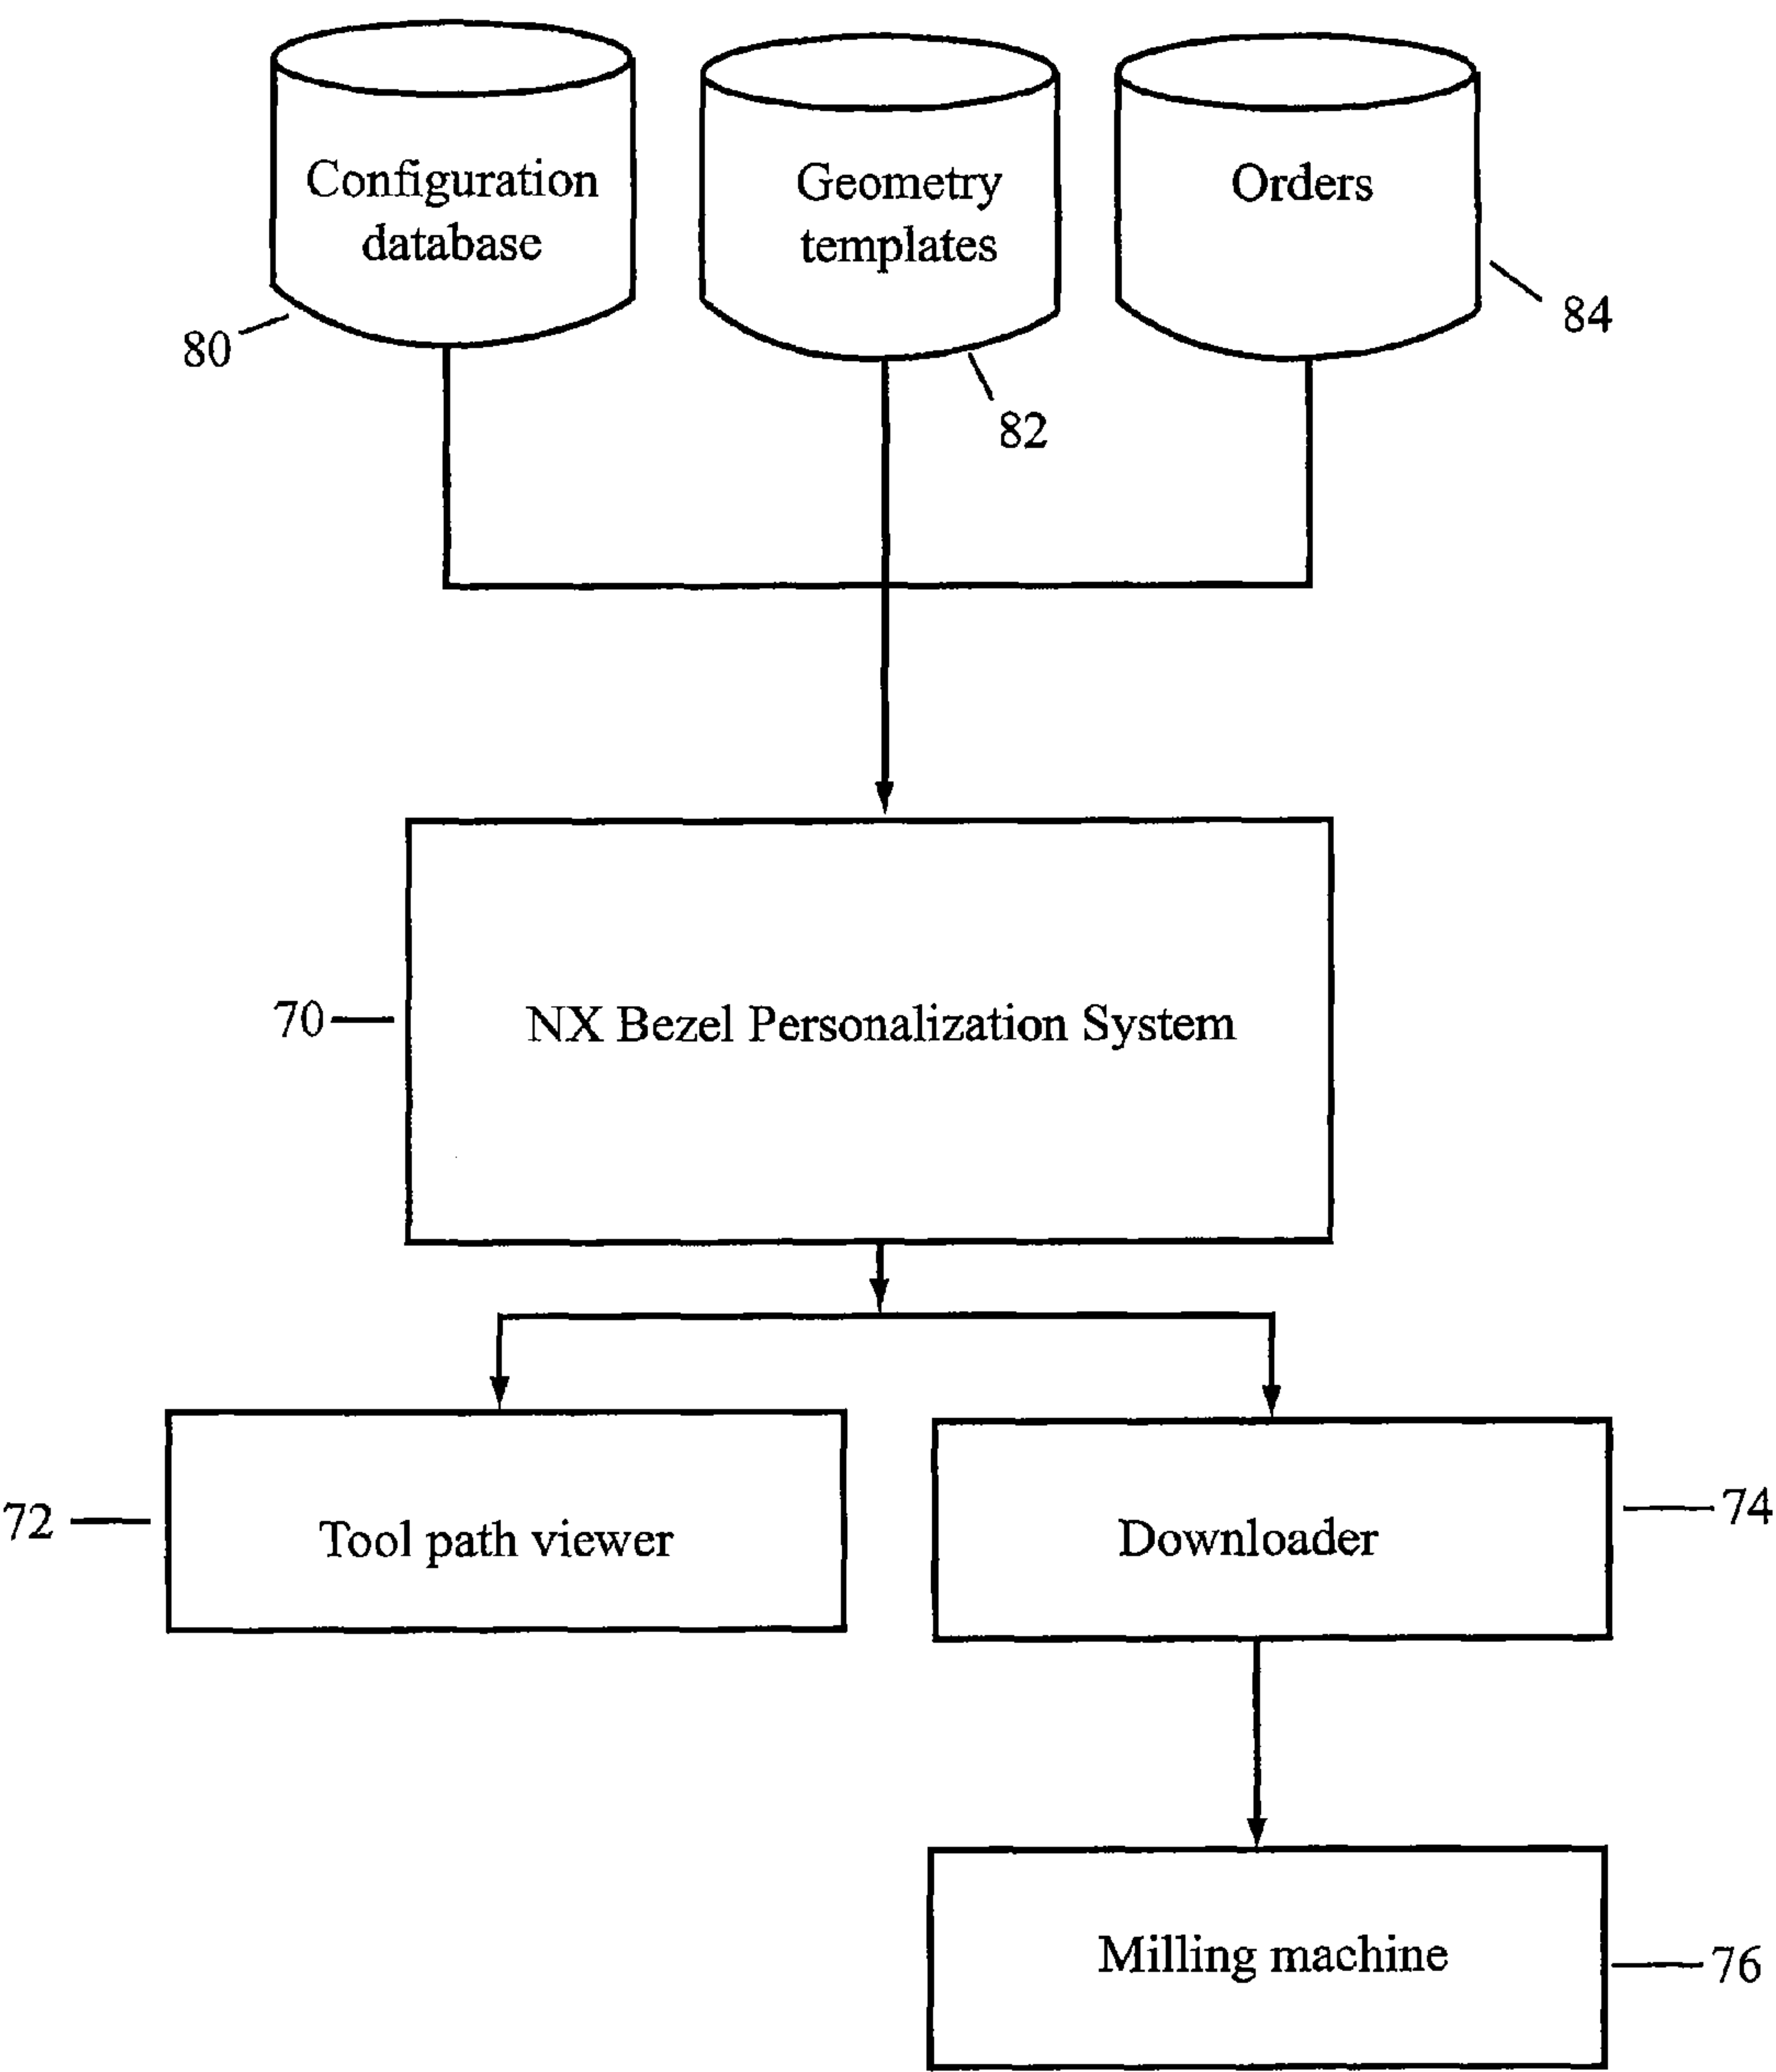 Configuration
database
80
Geometry
templates
82
Orders
84
70
NX Bezel Personalization System
72
Tool path viewer
Downloader
74
Milling machine
76